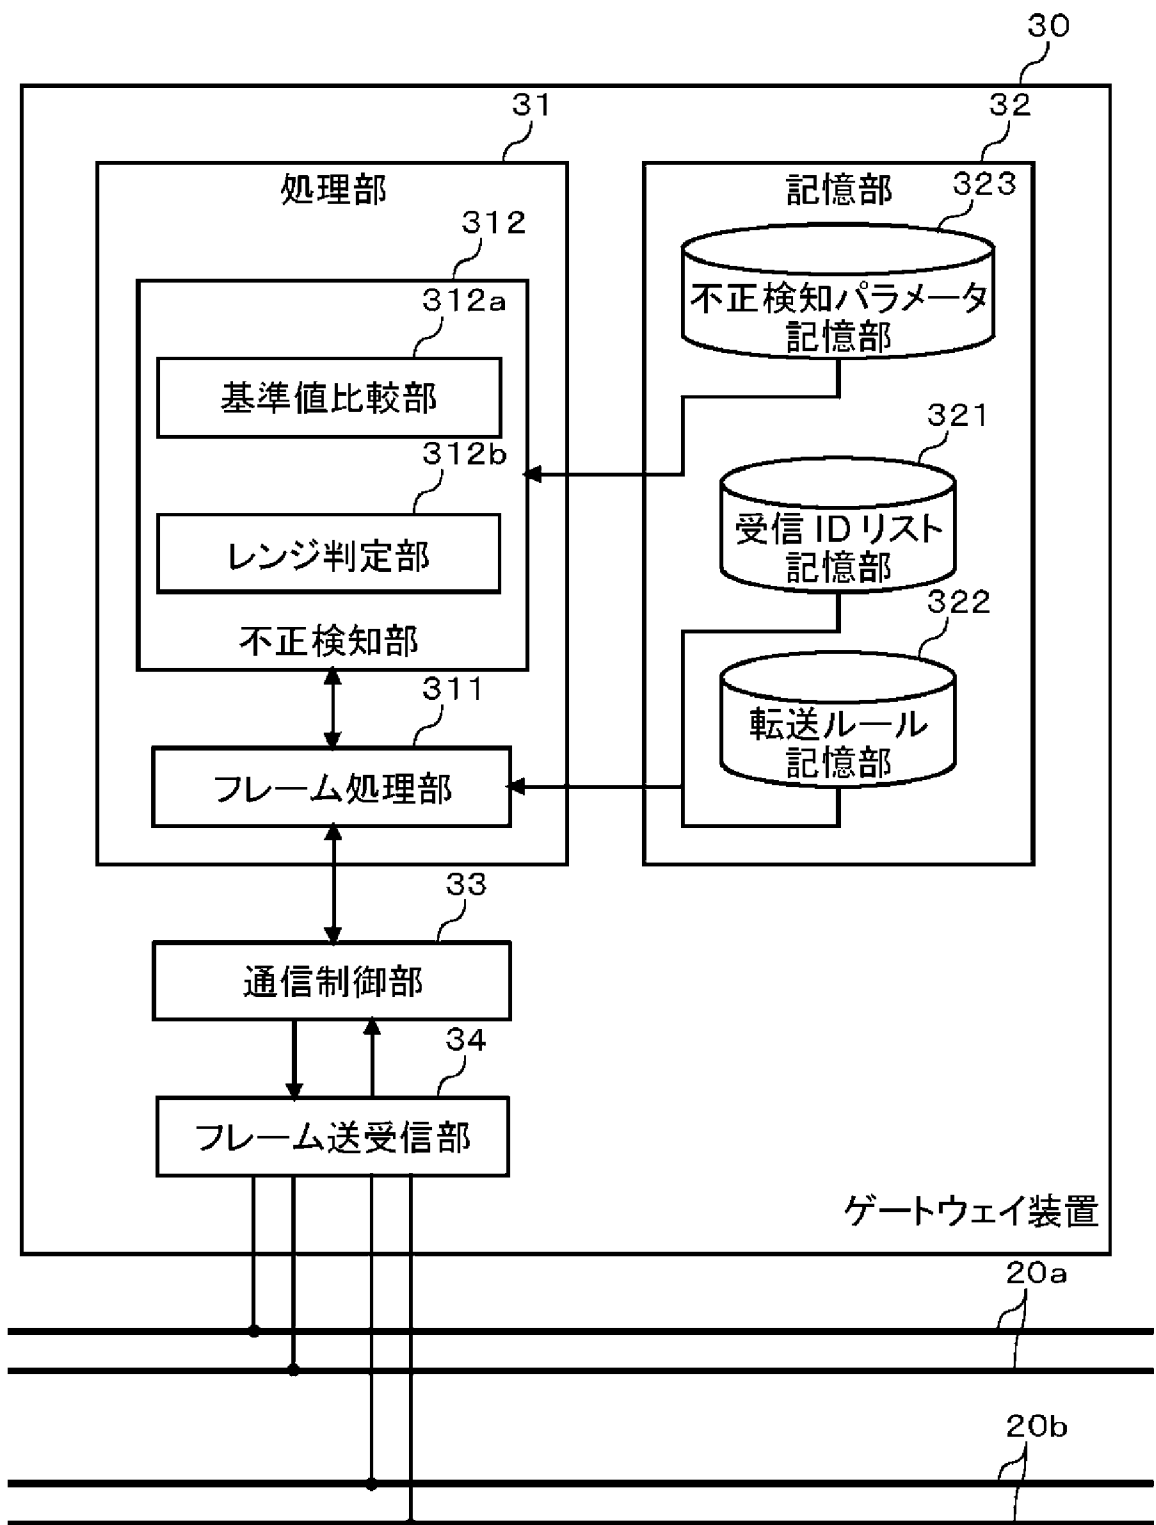 30
31
32
処理部
記憶部
323
312
312a
不正検知パラメータ
記憶部
基準値比較部
321
312b
受信IDリスト
記憶部
レンジ判定部
322
不正検知部
311
転送ルール
記憶部
フレーム処理部
33
通信制御部
34
フレーム送受信部
ゲートウェイ装置
20a
20b